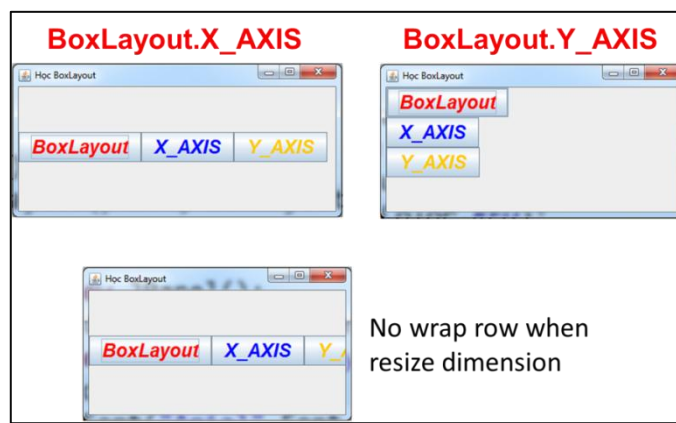 BoxLayout.X_AXIS
BoxLayout.Y_AXIS
Học BoxLayout
BoxLayout X_AXIS Y_AXIS
Học BoxLayout
BoxLayout
X_AXIS
Y_AXIS
Học BoxLayout
BoxLayout X_AXIS Y_
No wrap row when
resize dimension